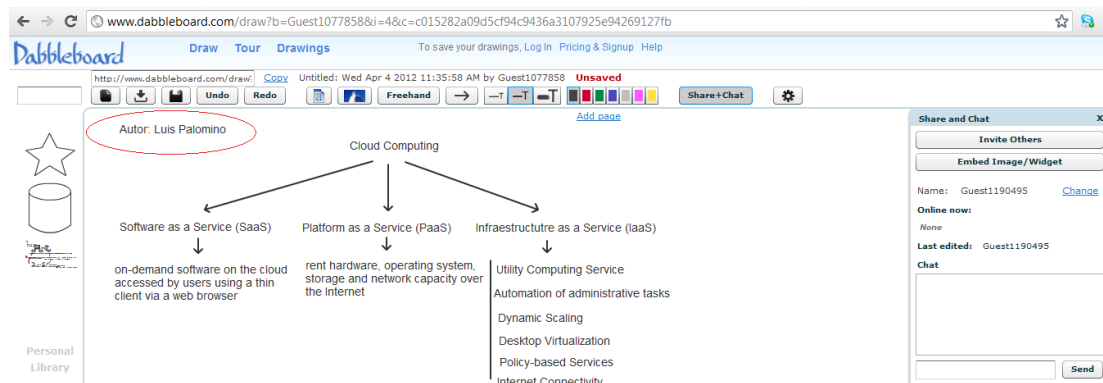 www.dabbleboard.com/draw?b=Guest1077858&i=4&c=c015282a09d5cf94c9436a3107925e94269127fb
Dabbleboard
Draw Tour Drawings
To save your drawings, Log In Pricing & Signup Help
http://www.dabbleboard.com/draw? Copy Untitled: Wed Apr 4 2012 11:35:58 AM by Guest1077858 Unsaved
Undo Redo Freehand T T T Share+Chat
Add page
Autor: Luis Palomino
Cloud Computing
Software as a Service (SaaS)
on-demand software on the cloud
accessed by users using a thin
client via a web browser
Platform as a Service (PaaS)
rent hardware, operating system,
storage and network capacity over
the Internet
Infraestructutre as a Service (IaaS)
Utility Computing Service
Automation of administrative tasks
Dynamic Scaling
Desktop Virtualization
Policy-based Services
Internet Connectivity
Personal
Library
Share and Chat X
Invite Others
Embed Image/Widget
Name: Guest1190495 Change
Online now:
None
Last edited: Guest1190495
Chat
Send